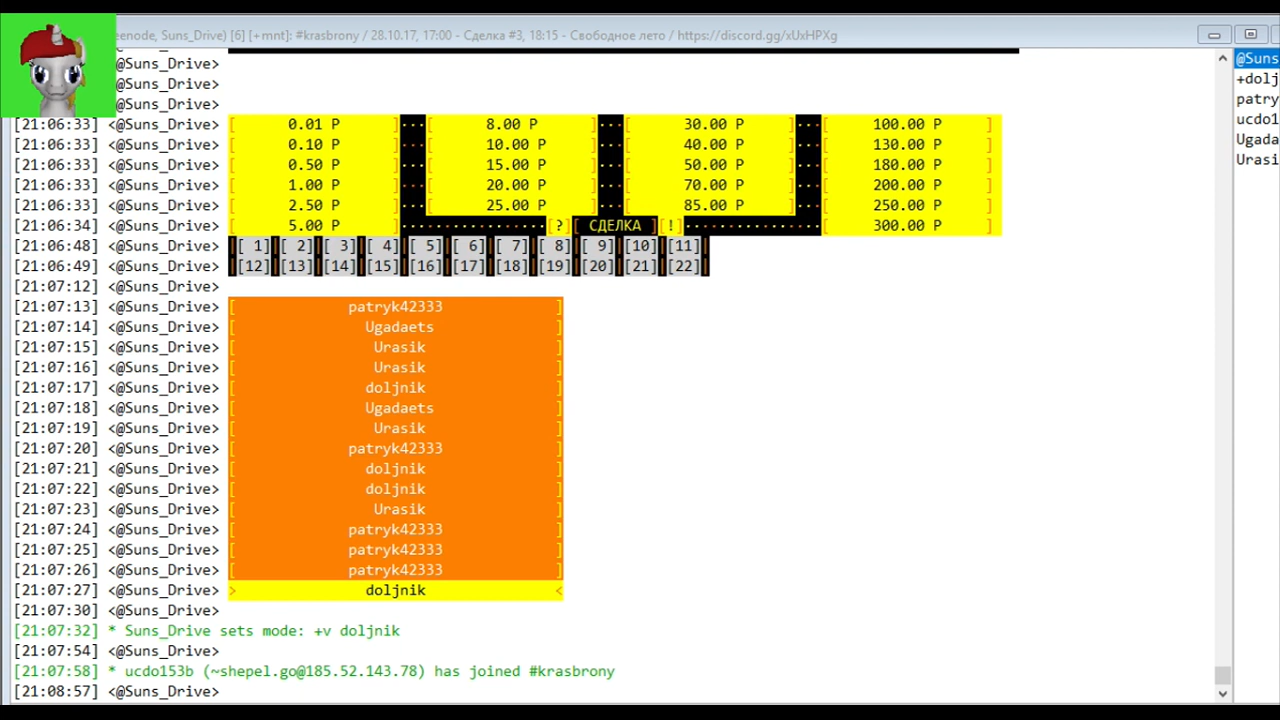 eenode, Suns_Drive) [6] [+mnt]: #krasbrony / 28.10.17, 17:00 - Сделка #3, 18:15 - Свободное лето / https://discord.gg/xUxHPXg
@Suns_Drive>
@Suns_Drive>
@Suns_Drive>
[21:06:33] <@Suns_Drive> [ 0.01 P ]···[ 8.00 P ]···[ 30.00 P ]···[ 100.00 P ]
[21:06:33] <@Suns_Drive> [ 0.10 P ]···[ 10.00 P ]···[ 40.00 P ]···[ 130.00 P ]
[21:06:33] <@Suns_Drive> [ 0.50 P ]···[ 15.00 P ]···[ 50.00 P ]···[ 180.00 P ]
[21:06:33] <@Suns_Drive> [ 1.00 P ]···[ 20.00 P ]···[ 70.00 P ]···[ 200.00 P ]
[21:06:33] <@Suns_Drive> [ 2.50 P ]···[ 25.00 P ]···[ 85.00 P ]···[ 250.00 P ]
[21:06:34] <@Suns_Drive> [ 5.00 P ]·················[?][ СДЕЛКА ][!]················[ 300.00 P ]
[21:06:48] <@Suns_Drive> |[ 1]|[ 2]|[ 3]|[ 4]|[ 5]|[ 6]|[ 7]|[ 8]|[ 9]|[10]|[11]|
[21:06:49] <@Suns_Drive> |[12]|[13]|[14]|[15]|[16]|[17]|[18]|[19]|[20]|[21]|[22]|
[21:07:12] <@Suns_Drive>
[21:07:13] <@Suns_Drive> [ patryk42333 ]
[21:07:14] <@Suns_Drive> [ Ugadaets ]
[21:07:15] <@Suns_Drive> [ Urasik ]
[21:07:16] <@Suns_Drive> [ Urasik ]
[21:07:17] <@Suns_Drive> [ doljnik ]
[21:07:18] <@Suns_Drive> [ Ugadaets ]
[21:07:19] <@Suns_Drive> [ Urasik ]
[21:07:20] <@Suns_Drive> [ patryk42333 ]
[21:07:21] <@Suns_Drive> [ doljnik ]
[21:07:22] <@Suns_Drive> [ doljnik ]
[21:07:23] <@Suns_Drive> [ Urasik ]
[21:07:24] <@Suns_Drive> [ patryk42333 ]
[21:07:25] <@Suns_Drive> [ patryk42333 ]
[21:07:26] <@Suns_Drive> [ patryk42333 ]
[21:07:27] <@Suns_Drive> > doljnik <
[21:07:30] <@Suns_Drive>
[21:07:32] * Suns_Drive sets mode: +v doljnik
[21:07:54] <@Suns_Drive>
[21:07:58] * ucdo153b (~shepel.go@185.52.143.78) has joined #krasbrony
[21:08:57] <@Suns_Drive>
@Suns
+dolj
patry
ucdo1
Ugada
Urasi